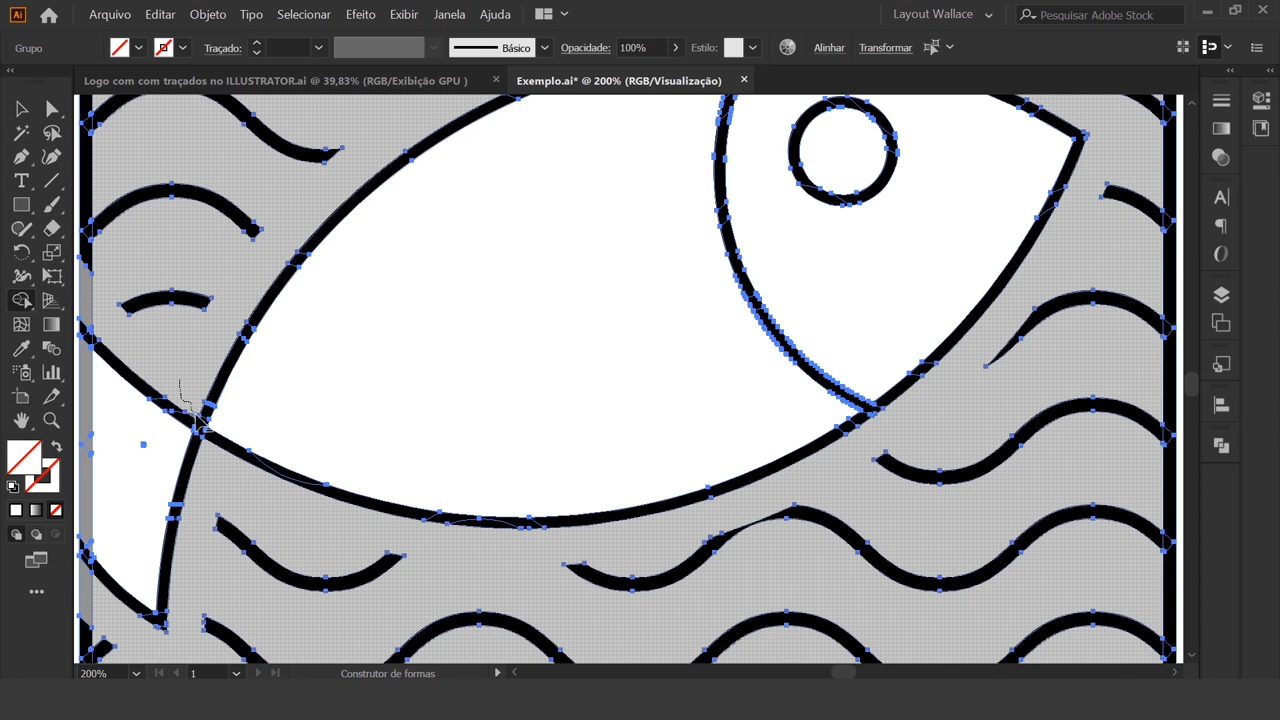 Ai Arquivo Editar Objeto Tipo Selecionar Efeito Exibir Janela Ajuda Layout Wallace Pesquisar Adobe Stock
Grupo Traçado: Básico Opacidade: 100% Estilo: Alinhar Transformar
Logo com com traçados no ILLUSTRATOR.ai @ 39,83% (RGB/Exibição GPU ) × Exemplo.ai* @ 200% (RGB/Visualização) ×
200% 1 Construtor de formas